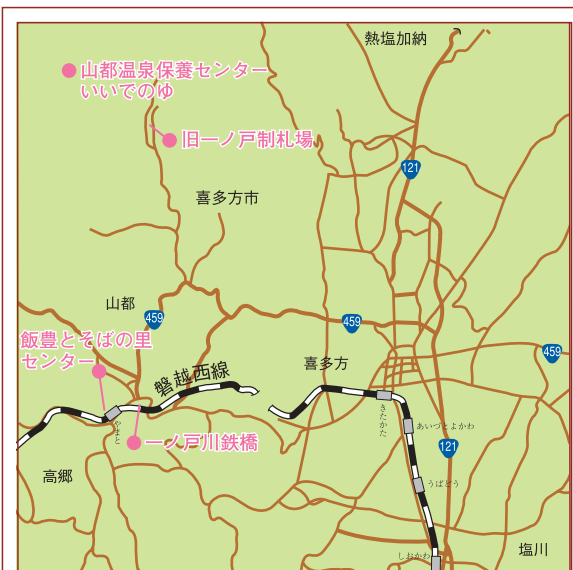 熱塩加納
山都温泉保養センター
いいでのゆ
旧一ノ戸制札場
121
喜多方市
山都
459
459
飯豊とそばの里
センター
459
喜多方
磐越西線
きたかた
やまと
あいづとよかわ
一ノ戸川鉄橋
121
高郷
うばどう
塩川
しおかわ